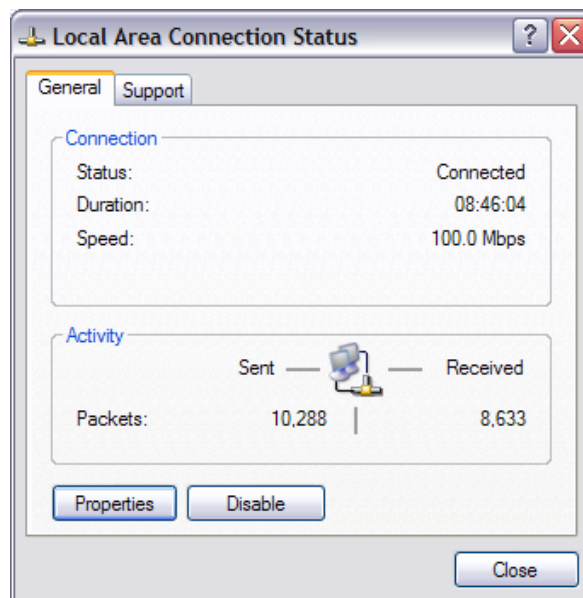 Local Area Connection Status
?
General Support
Connection
Status: Connected
Duration: 08:46:04
Speed: 100.0 Mbps
Activity
Sent Received
Packets: 10,288 8,633
Properties Disable
Close